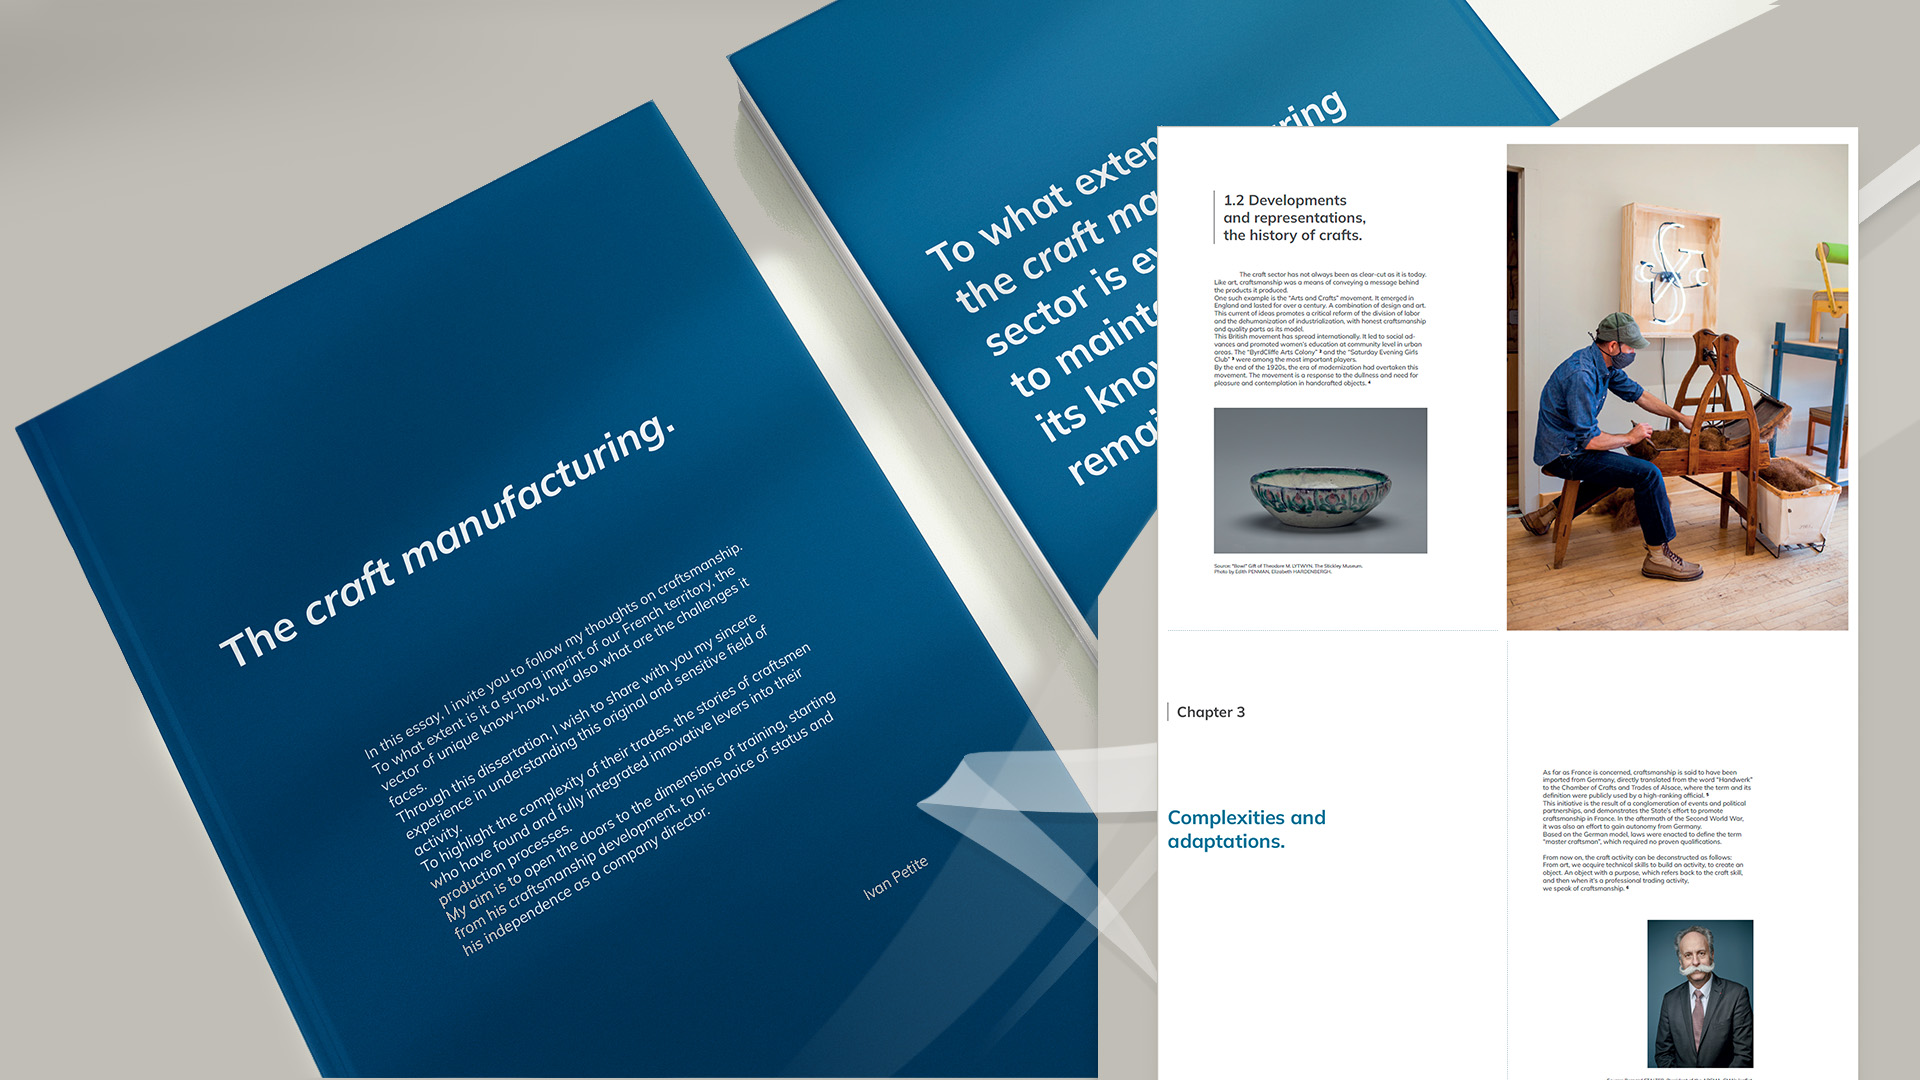 The craft manufacturing.
In this essay, I invite you to follow my thoughts on craftsmanship.
To what extent is it a strong imprint of our French territory, the
vector of unique know-how, but also what are the challenges it
faces.
Through this dissertation, I wish to share with you my sincere
experience in understanding this original and sensitive field of
activity.
To highlight the complexity of their trades, the stories of craftsmen
who have found and fully integrated innovative levers into their
production processes.
My aim is to open the doors to the dimensions of training, starting
from his craftsmanship development, to his choice of status and
his independence as a company director.
Ivan Petite
To what exten
uring
the craft ma
sector is ev
to mainta
its know
remai
1.2 Developments
and representations,
the history of crafts.
The craft sector has not always been as clear-cut as it is today.
Like art, craftsmanship was a means of conveying a message behind
the products it produced.
One such example is the "Arts and Crafts" movement. It emerged in
England and lasted for over a century. A combination of design and art.
This current of ideas promotes a critical reform of the division of labor
and the dehumanization of industrialization, with honest craftsmanship
and quality parts as its model.
This British movement has spread internationally. It led to social ad-
vances and promoted women's education at community level in urban
areas. The "ByrdCliffe Arts Colony" ² and the "Saturday Evening Girls
Club" ³ were among the most important players.
By the end of the 1920s, the era of modernization had overtaken this
movement. The movement is a response to the dullness and need for
pleasure and contemplation in handcrafted objects. ⁴
Source: "Bowl" Gift of Theodore M. LYTWYN, The Stickley Museum.
Photo by Edith PENMAN, Elizabeth HARDENBERGH.
Chapter 3
Complexities and
adaptations.
As far as France is concerned, craftsmanship is said to have been
imported from Germany, directly translated from the word "Handwerk"
to the Chamber of Crafts and Trades of Alsace, where the term and its
definition were publicly used by a high-ranking official. ⁵
This initiative is the result of a conglomeration of events and political
partnerships, and demonstrates the State's effort to promote
craftsmanship in France. In the aftermath of the Second World War,
it was also an effort to gain autonomy from Germany.
Based on the German model, laws were enacted to define the term
"master craftsman", which required no proven qualifications.
From now on, the craft activity can be deconstructed as follows:
From art, we acquire technical skills to build an activity, to create an
object. An object with a purpose, which refers back to the craft skill,
and then when it's a professional trading activity,
we speak of craftsmanship. ⁶